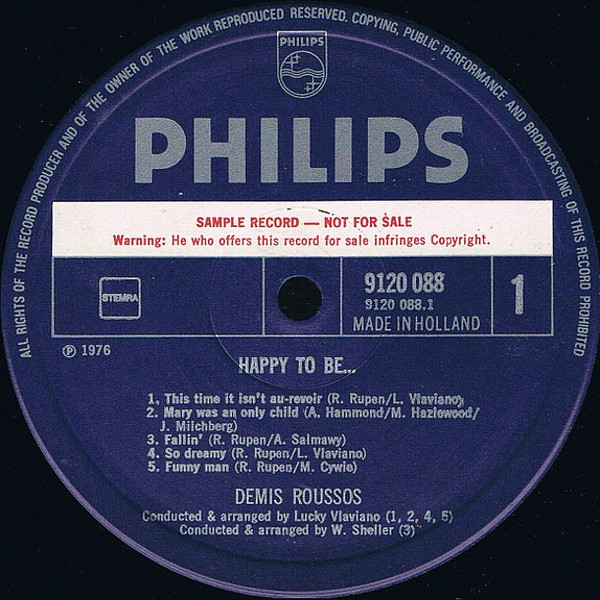 ALL RIGHTS OF THE RECORD PRODUCER AND OF THE OWNER OF THE WORK REPRODUCED RESERVED. COPYING, PUBLIC PERFORMANCE AND BROADCASTING OF THIS RECORD PROHIBITED
PHILIPS
PHILIPS
SAMPLE RECORD — NOT FOR SALE
Warning: He who offers this record for sale infringes Copyright.
STEMRA
9120 088
9120 088.1
MADE IN HOLLAND
1
℗ 1976
HAPPY TO BE...
1. This time it isn't au-revoir (R. Rupen/L. Vlaviano)
2. Mary was an only child (A. Hammond/M. Hazlewood/
J. Milchberg)
3. Fallin' (R. Rupen/A. Salmawy)
4. So dreamy (R. Rupen/L. Vlaviano)
5. Funny man (R. Rupen/M. Cywie)
DEMIS ROUSSOS
Conducted & arranged by Lucky Vlaviano (1, 2, 4, 5)
Conducted & arranged by W. Sheller (3)